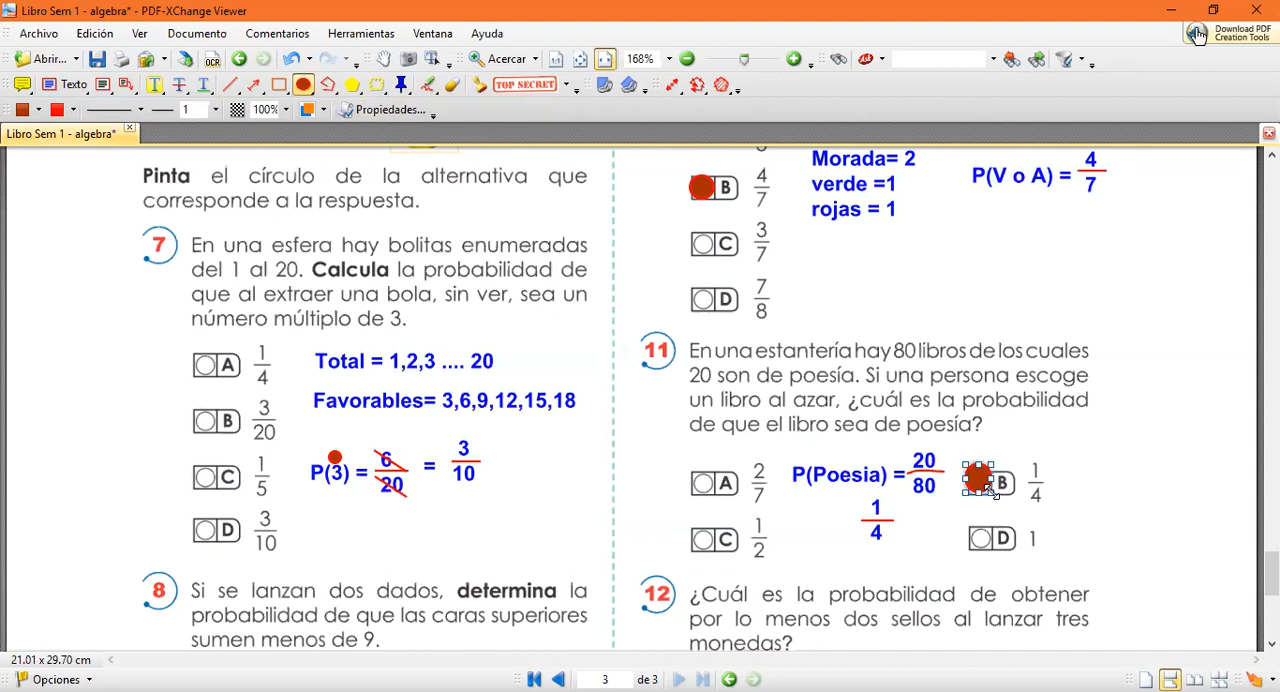 Libro Sem 1 - algebra* - PDF-XChange Viewer
Archivo Edición Ver Documento Comentarios Herramientas Ventana Ayuda
Download PDF
Creation Tools
Abrir... OCR Acercar 168%
Texto T T T TOP SECRET
1 100% Propiedades...
Libro Sem 1 - algebra*
Pinta el círculo de la alternativa que
corresponde a la respuesta.
7 En una esfera hay bolitas enumeradas
del 1 al 20. Calcula la probabilidad de
que al extraer una bola, sin ver, sea un
número múltiplo de 3.
A 1/4
Total = 1,2,3 .... 20
Favorables= 3,6,9,12,15,18
B 3/20
P(3) = 6/20 = 3/10
C 1/5
D 3/10
8 Si se lanzan dos dados, determina la
probabilidad de que las caras superiores
sumen menos de 9.
Morada= 2
verde =1
rojas = 1
P(V o A) = 4/7
B 4/7
C 3/7
D 7/8
11 En una estantería hay 80 libros de los cuales
20 son de poesía. Si una persona escoge
un libro al azar, ¿cuál es la probabilidad
de que el libro sea de poesía?
A 2/7
P(Poesia) = 20/80
B 1/4
1/4
C 1/2
D 1
12 ¿Cuál es la probabilidad de obtener
por lo menos dos sellos al lanzar tres
monedas?
21.01 x 29.70 cm
Opciones 3 de 3